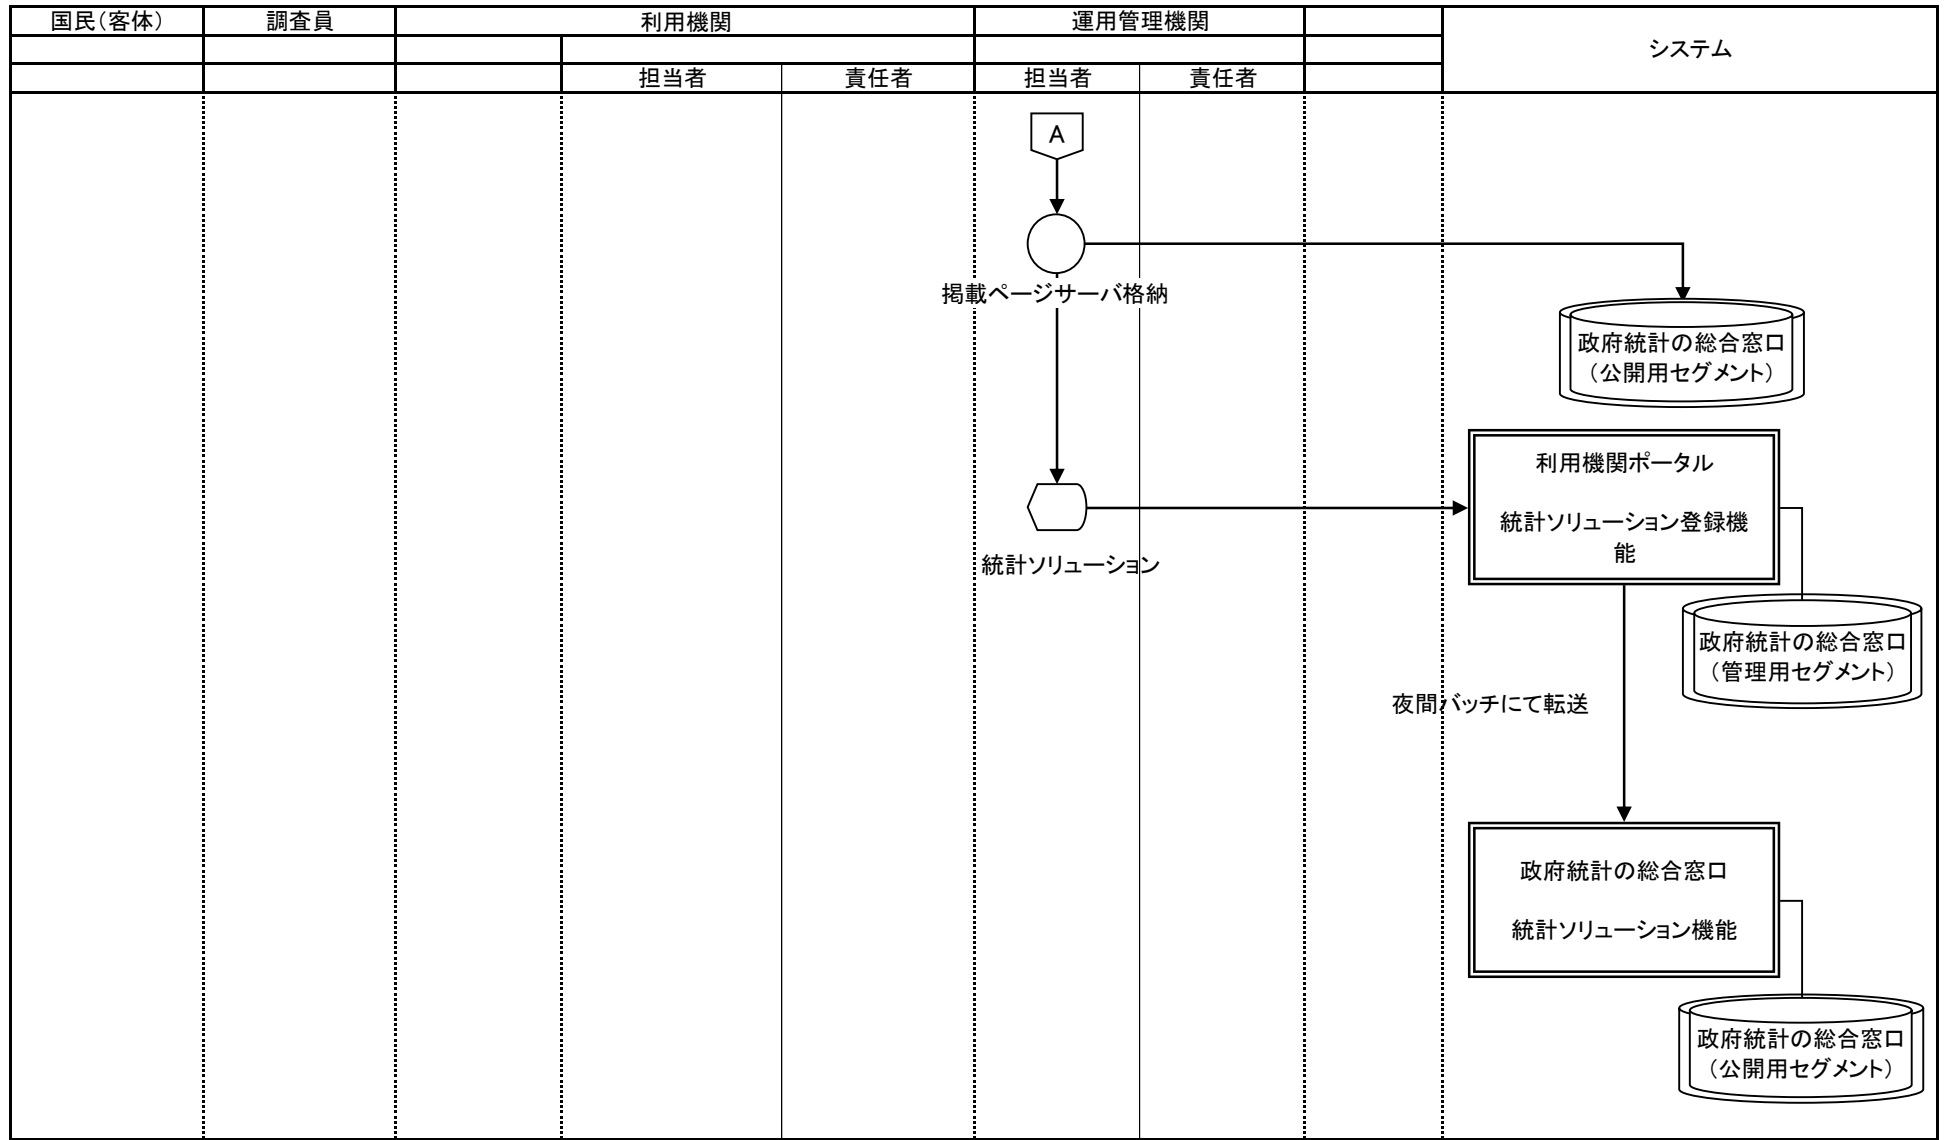 国民（客体）
調査員
利用機関
運用管理機関
システム
担当者
責任者
担当者
責任者
A
掲載ページサーバ格納
政府統計の総合窓口
（公開用セグメント）
利用機関ポータル
統計ソリューション登録機
能
統計ソリューション
政府統計の総合窓口
（管理用セグメント）
夜間バッチにて転送
政府統計の総合窓口
統計ソリューション機能
政府統計の総合窓口
（公開用セグメント）